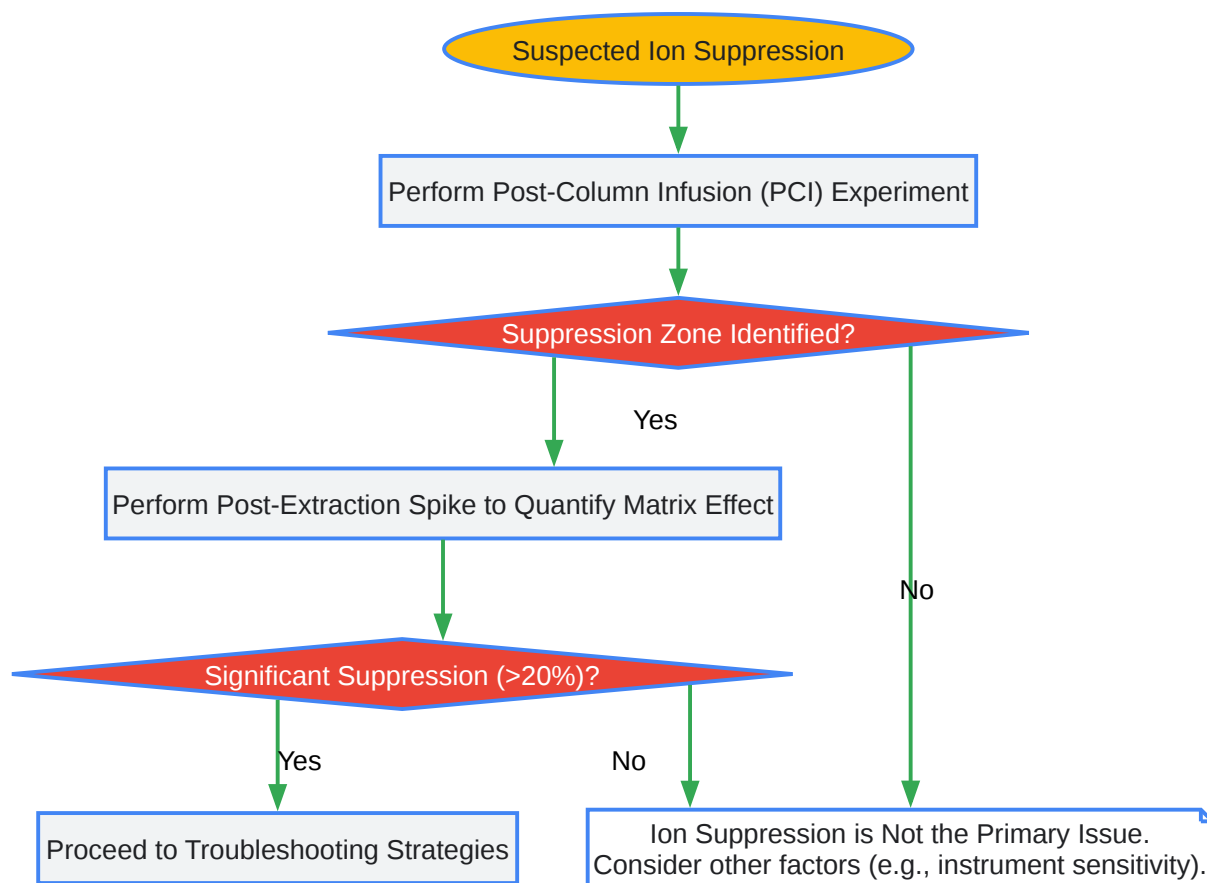 Suspected Ion Suppression
Perform Post-Column Infusion (PCI) Experiment
Suppression Zone Identified?
Yes
Perform Post-Extraction Spike to Quantify Matrix Effect
No
Significant Suppression (>20%)?
Yes
No
Proceed to Troubleshooting Strategies
Ion Suppression is Not the Primary Issue.
Consider other factors (e.g., instrument sensitivity).